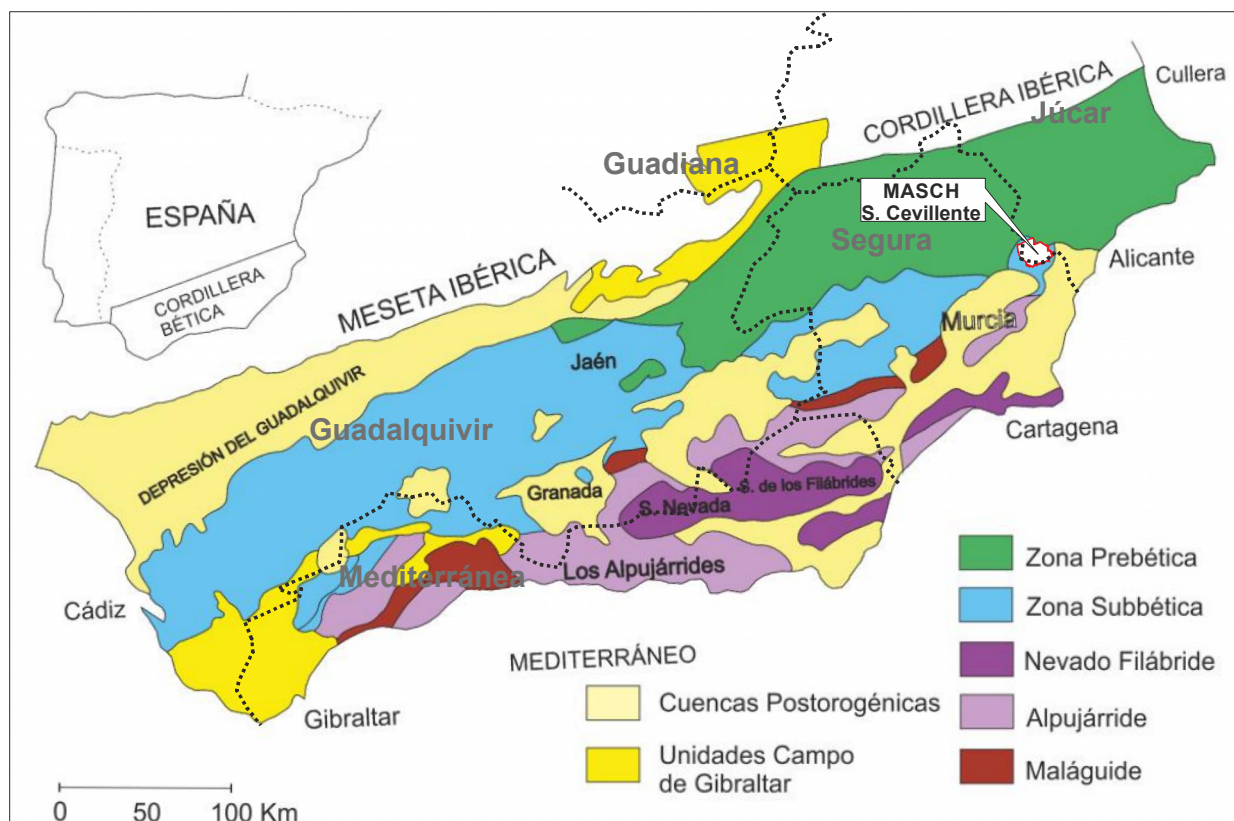 CORDILLERA IBÉRICA
Cullera
Júcar
Guadiana
MASCH
S. Cevillente
ESPAÑA
Segura
Alicante
MESETA IBÉRICA
CORDILLERA
BÉTICA
Murcia
Jaén
DEPRESIÓN DEL GUADALQUIVIR
Guadalquivir
Cartagena
Granada
S. de los Filábrides
S. Nevada
Los Alpujárrides
Mediterránea
Cádiz
Gibraltar
MEDITERRÁNEO
Cuencas Postorogénicas
Unidades Campo
de Gibraltar
Zona Prebética
Zona Subbética
Nevado Filábride
Alpujárride
Maláguide
0 50 100 Km